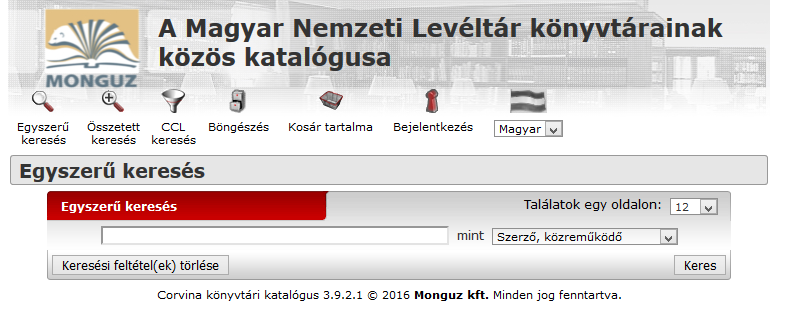 A Magyar Nemzeti Levéltár könyvtárainak
közös katalógusa
MONGUZ
Egyszerű
keresés
Összetett
keresés
CCL
keresés
Böngészés
Kosár tartalma
Bejelentkezés
Magyar
Egyszerű keresés
Egyszerű keresés
Találatok egy oldalon: 12
mint Szerző, közreműködő
Keresési feltétel(ek) törlése
Keres
Corvina könyvtári katalógus 3.9.2.1 © 2016 Monguz kft. Minden jog fenntartva.